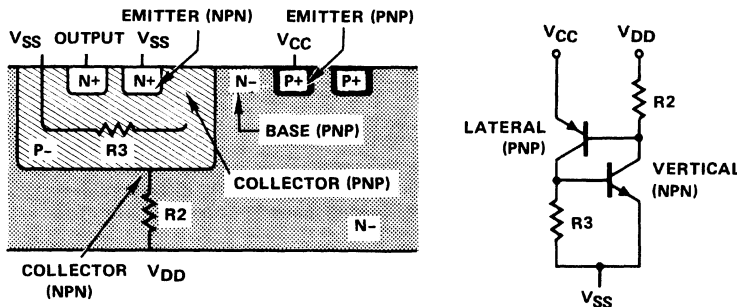 EMITTER (NPN)
EMITTER (PNP)
VSS
OUTPUT
VSS
VCC
N+
N+
N–
P+
P+
BASE (PNP)
P–
R3
COLLECTOR (PNP)
R2
N–
COLLECTOR
(NPN)
VDD
VCC
VDD
R2
LATERAL
(PNP)
VERTICAL
(NPN)
R3
VSS